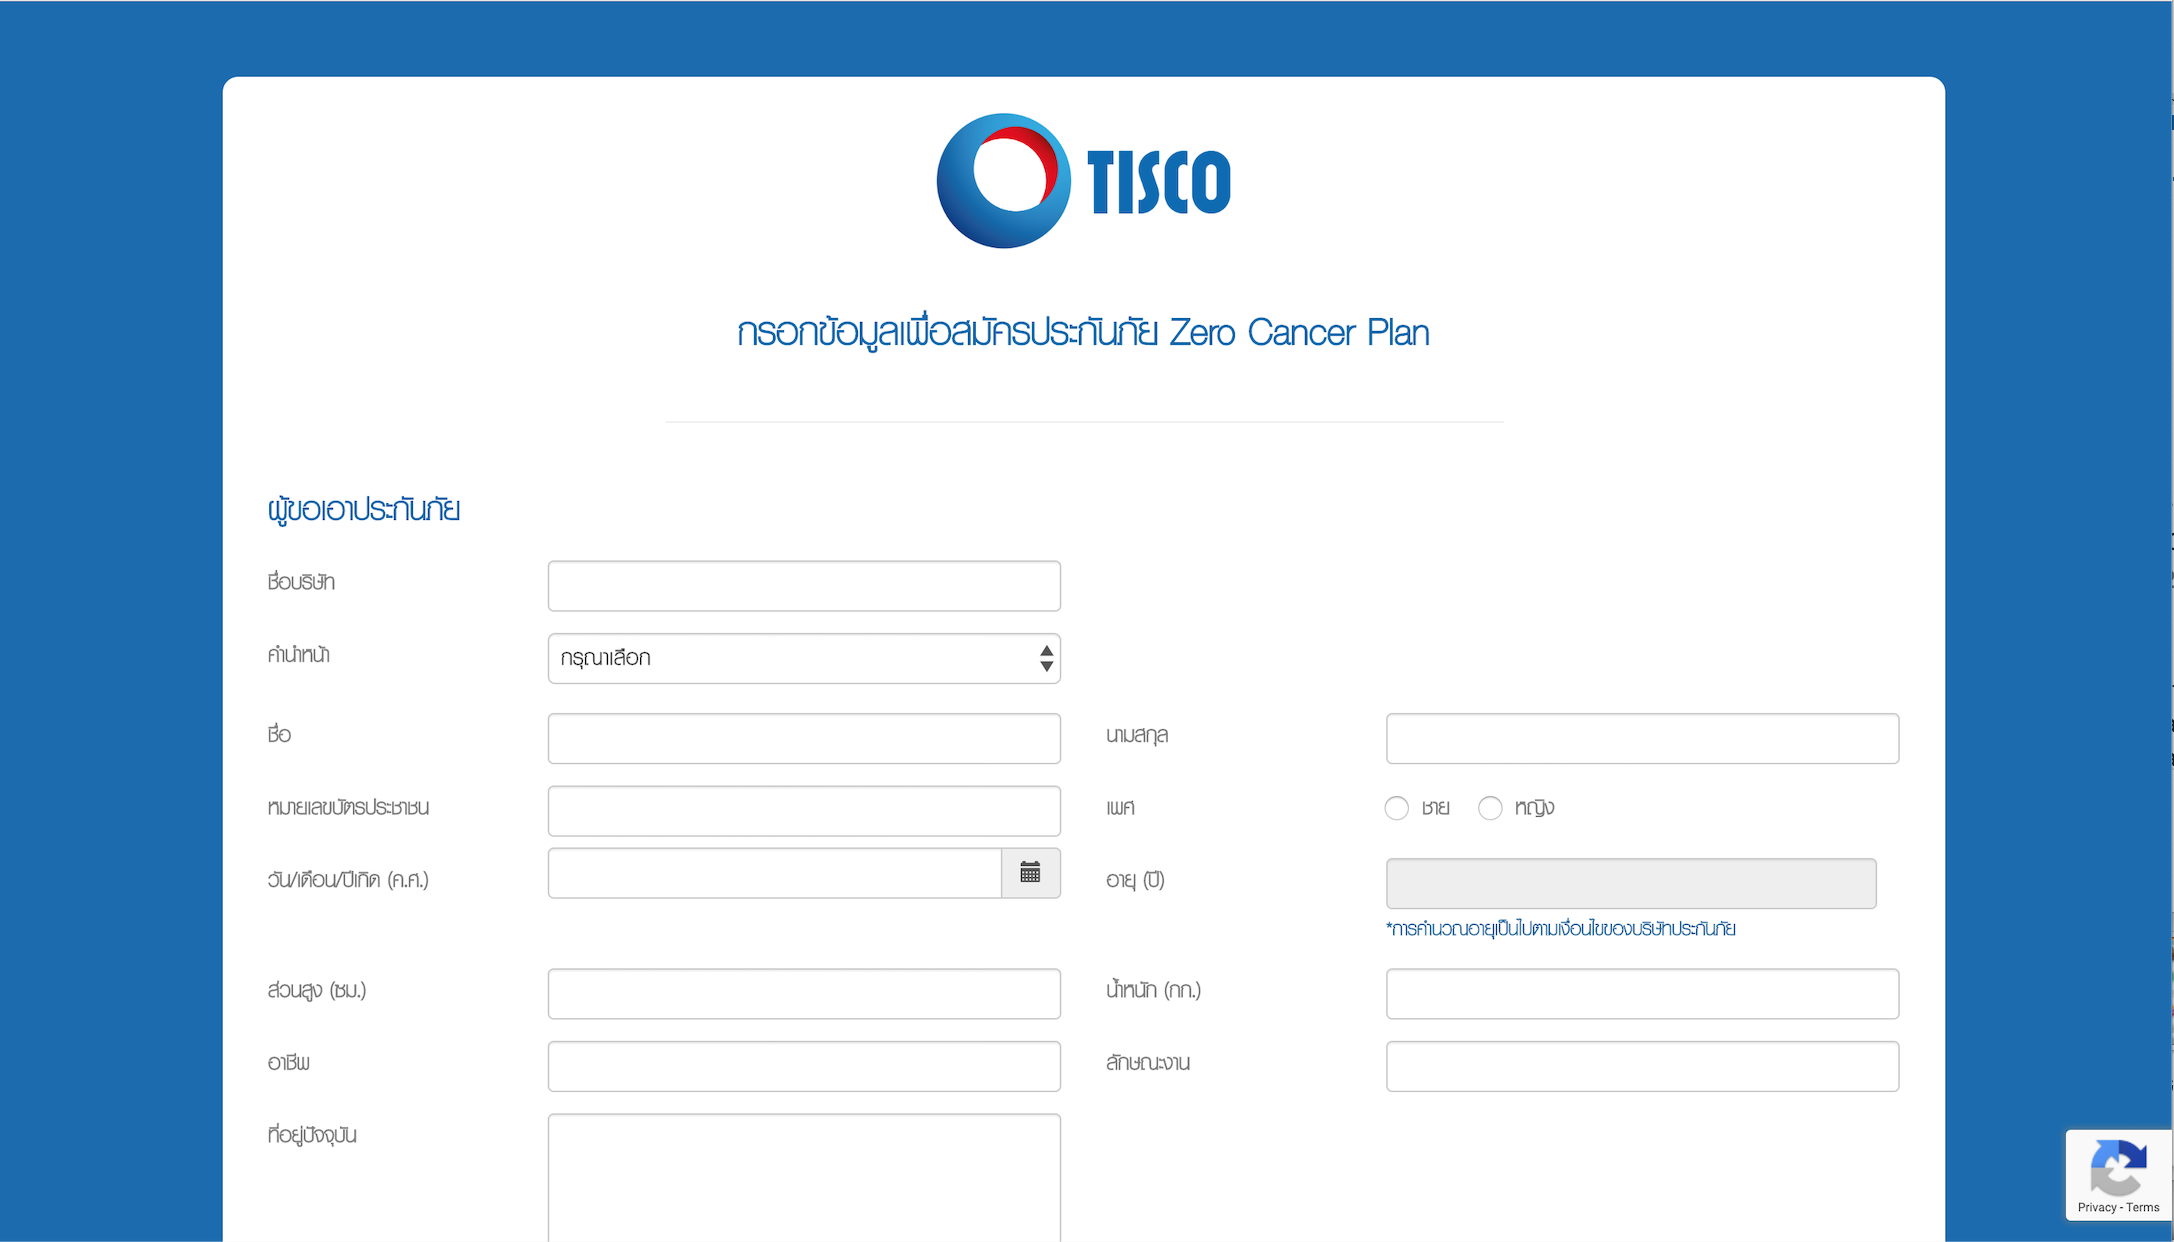 TISCO
กรอกข้อมูลเพื่อสมัครประกันภัย Zero Cancer Plan
ผู้ขอเอาประกันภัย
ชื่อบริษัท
คำนำหน้า
กรุณาเลือก
ชื่อ
นามสกุล
หมายเลขบัตรประชาชน
เพศ
ชาย
หญิง
วัน/เดือน/ปีเกิด (ค.ศ.)
อายุ (ปี)
*การคำนวณอายุเป็นไปตามเงื่อนไขของบริษัทประกันภัย
ส่วนสูง (ซม.)
น้ำหนัก (กก.)
อาชีพ
ลักษณะงาน
ที่อยู่ปัจจุบัน
Privacy - Terms